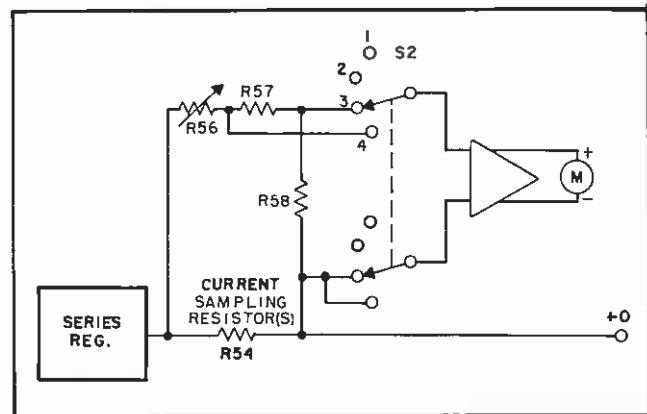 1
S2
2
R57
3
R56
4
+
M
-
R58
CURRENT
SAMPLING
RESISTOR(S)
SERIES
REG.
R54
+O